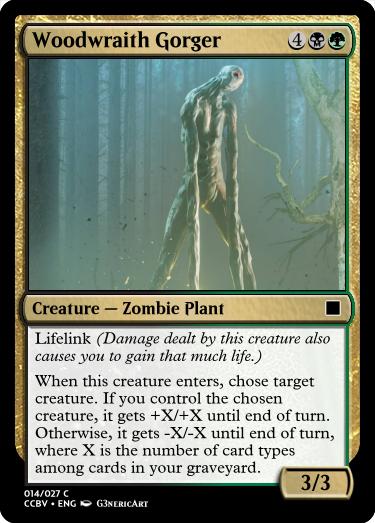 Woodwraith Gorger 4
Creature — Zombie Plant
Lifelink (Damage dealt by this creature also
causes you to gain that much life.)
When this creature enters, chose target
creature. If you control the chosen
creature, it gets +X/+X until end of turn.
Otherwise, it gets -X/-X until end of turn,
where X is the number of card types
among cards in your graveyard.
3/3
014/027 C
CCBV • ENG G3nericArt